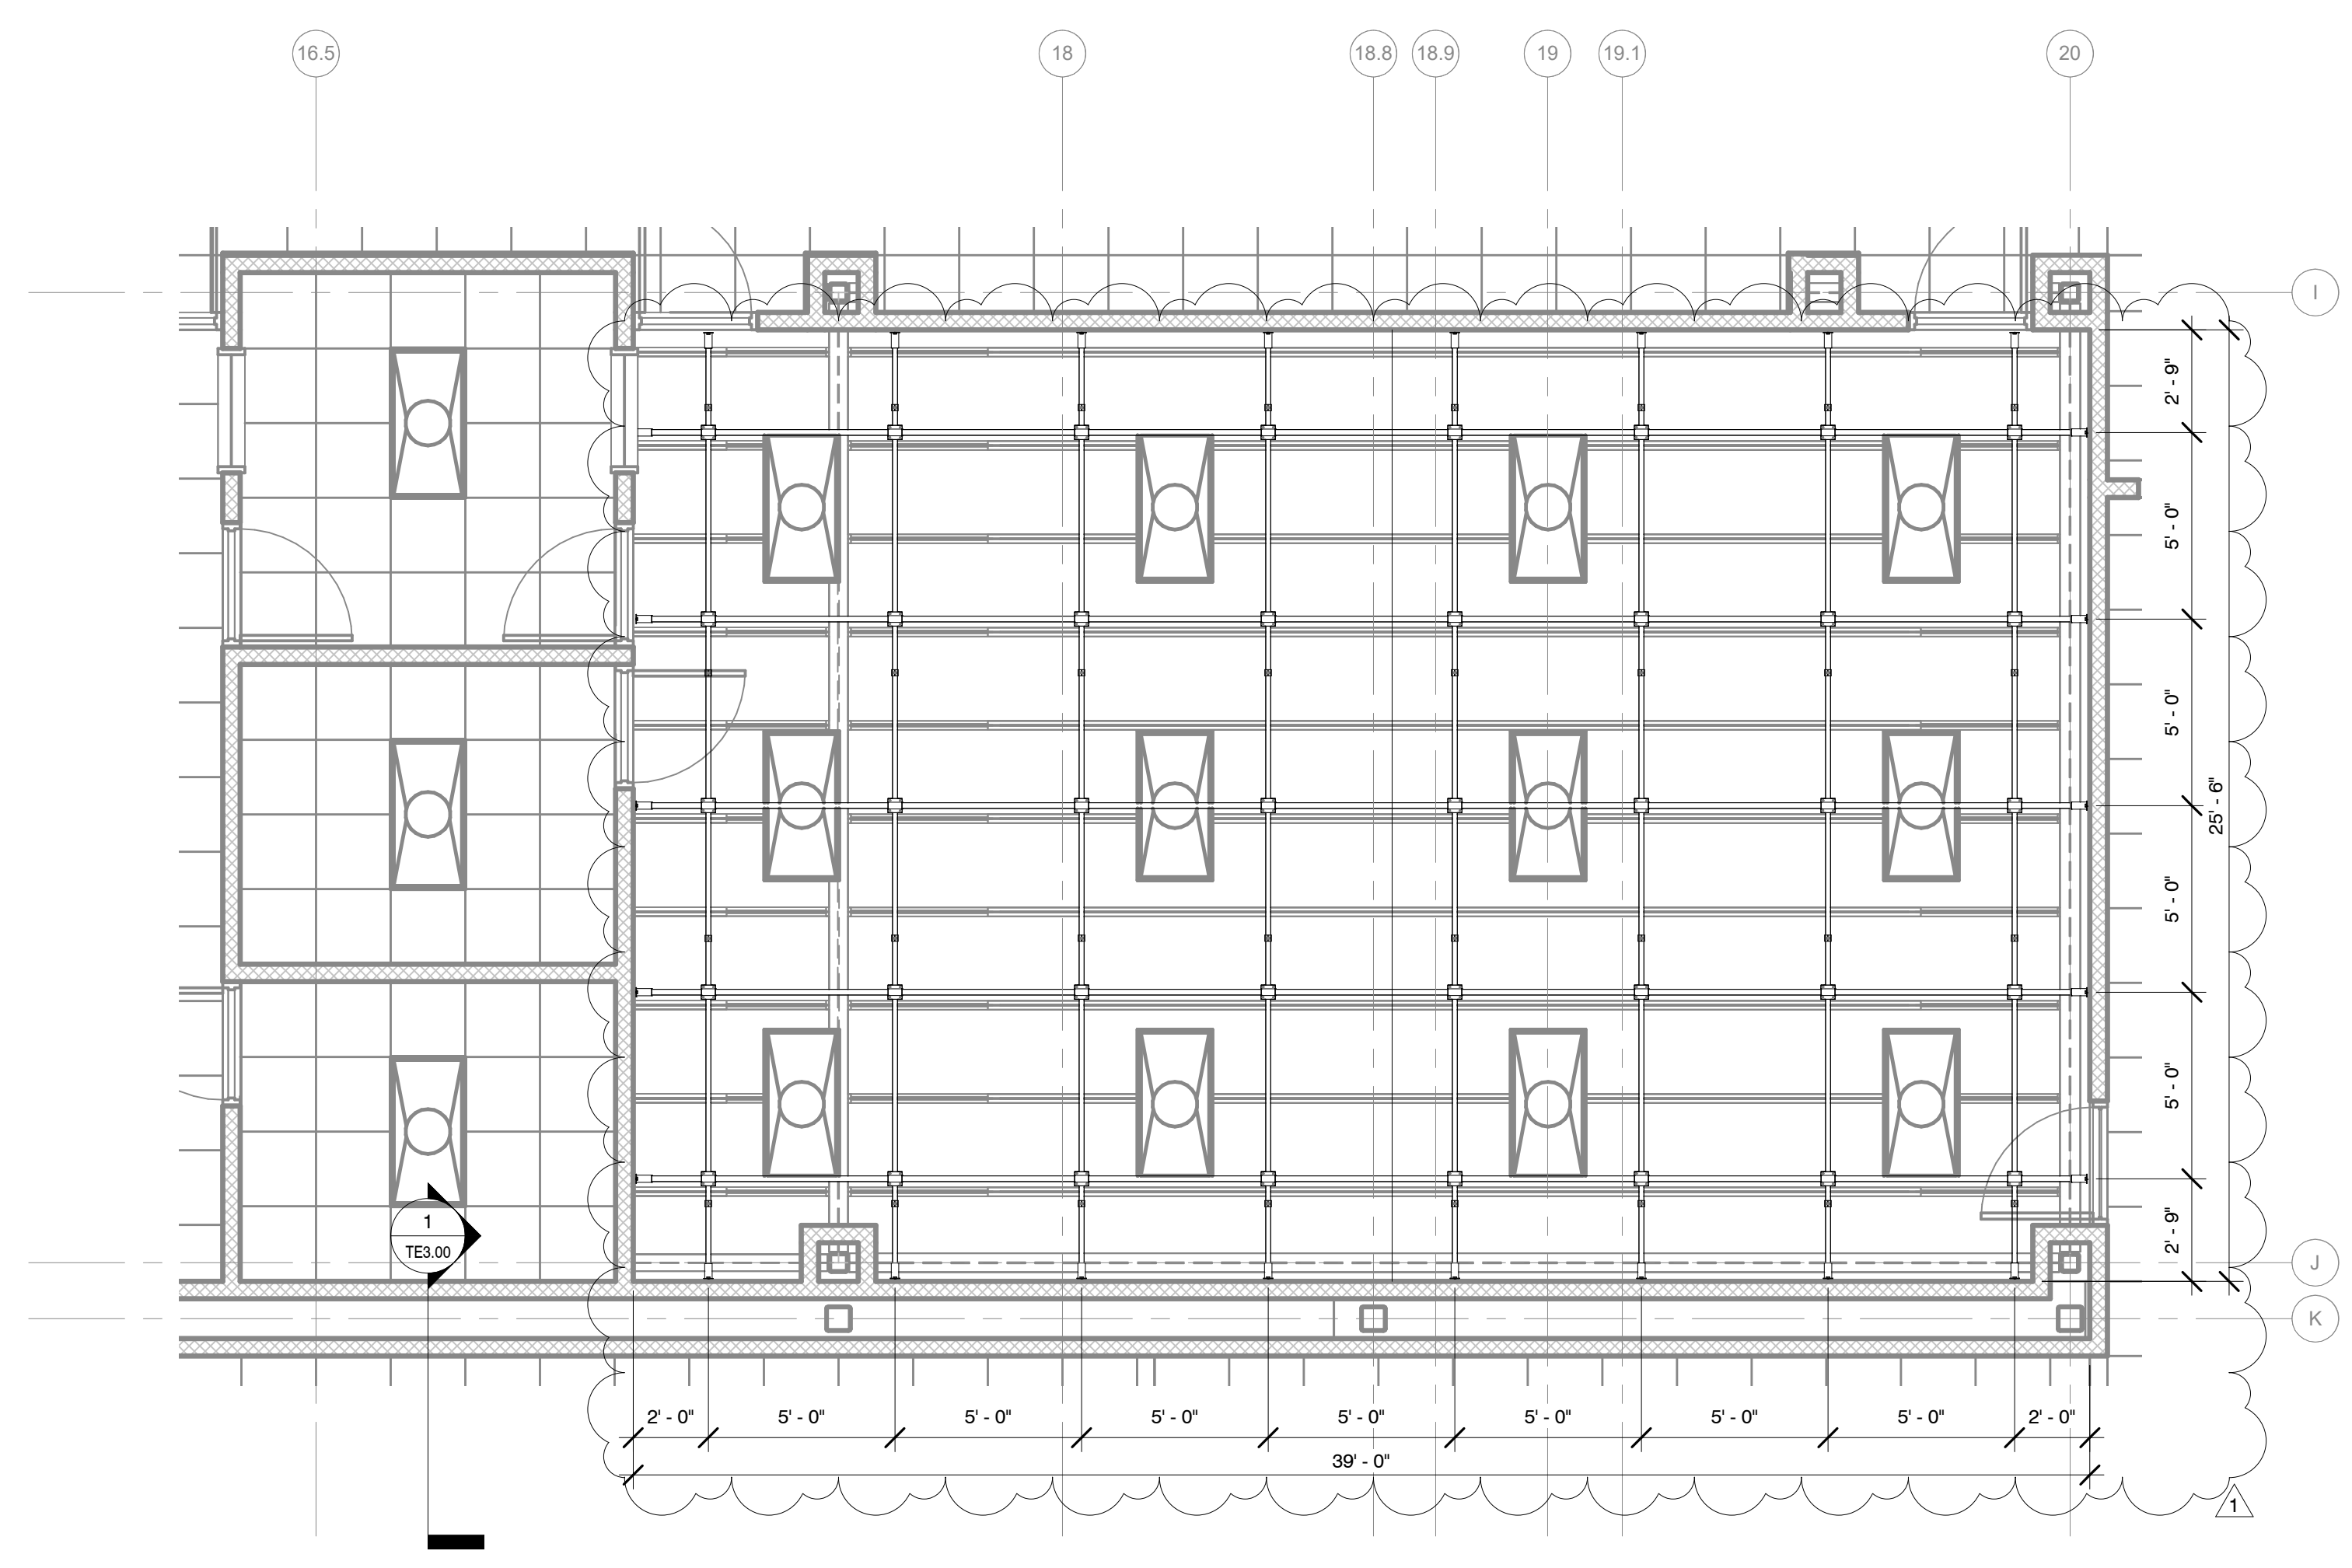 16.5
18
18.8
18.9
19
19.1
20
I
2' - 9"
5' - 0"
5' - 0"
25' - 6"
5' - 0"
5' - 0"
2' - 9"
1
TE3.00
J
K
2' - 0"
5' - 0"
5' - 0"
5' - 0"
5' - 0"
5' - 0"
5' - 0"
5' - 0"
2' - 0"
39' - 0"
1